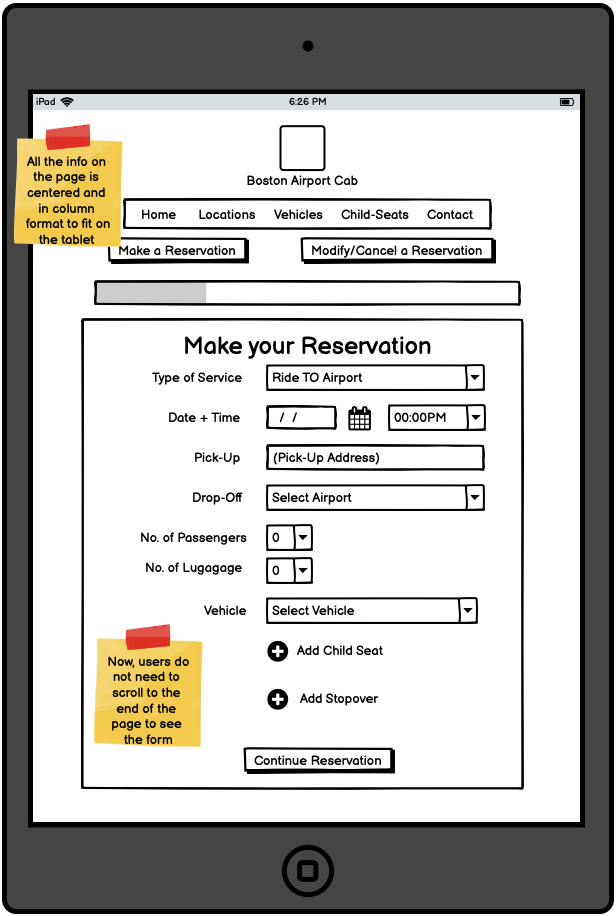 iPad 6:26 PM
Boston Airport Cab
All the info on
the page is
centered and
in column
format to fit on
the tablet
Home Locations Vehicles Child-Seats Contact
Make a Reservation Modify/Cancel a Reservation
Make your Reservation
Type of Service Ride TO Airport
Date + Time / / 00:00PM
Pick-Up (Pick-Up Address)
Drop-Off Select Airport
No. of Passengers 0
No. of Lugagage 0
Vehicle Select Vehicle
Add Child Seat
Add Stopover
Now, users do
not need to
scroll to the
end of the
page to see
the form
Continue Reservation